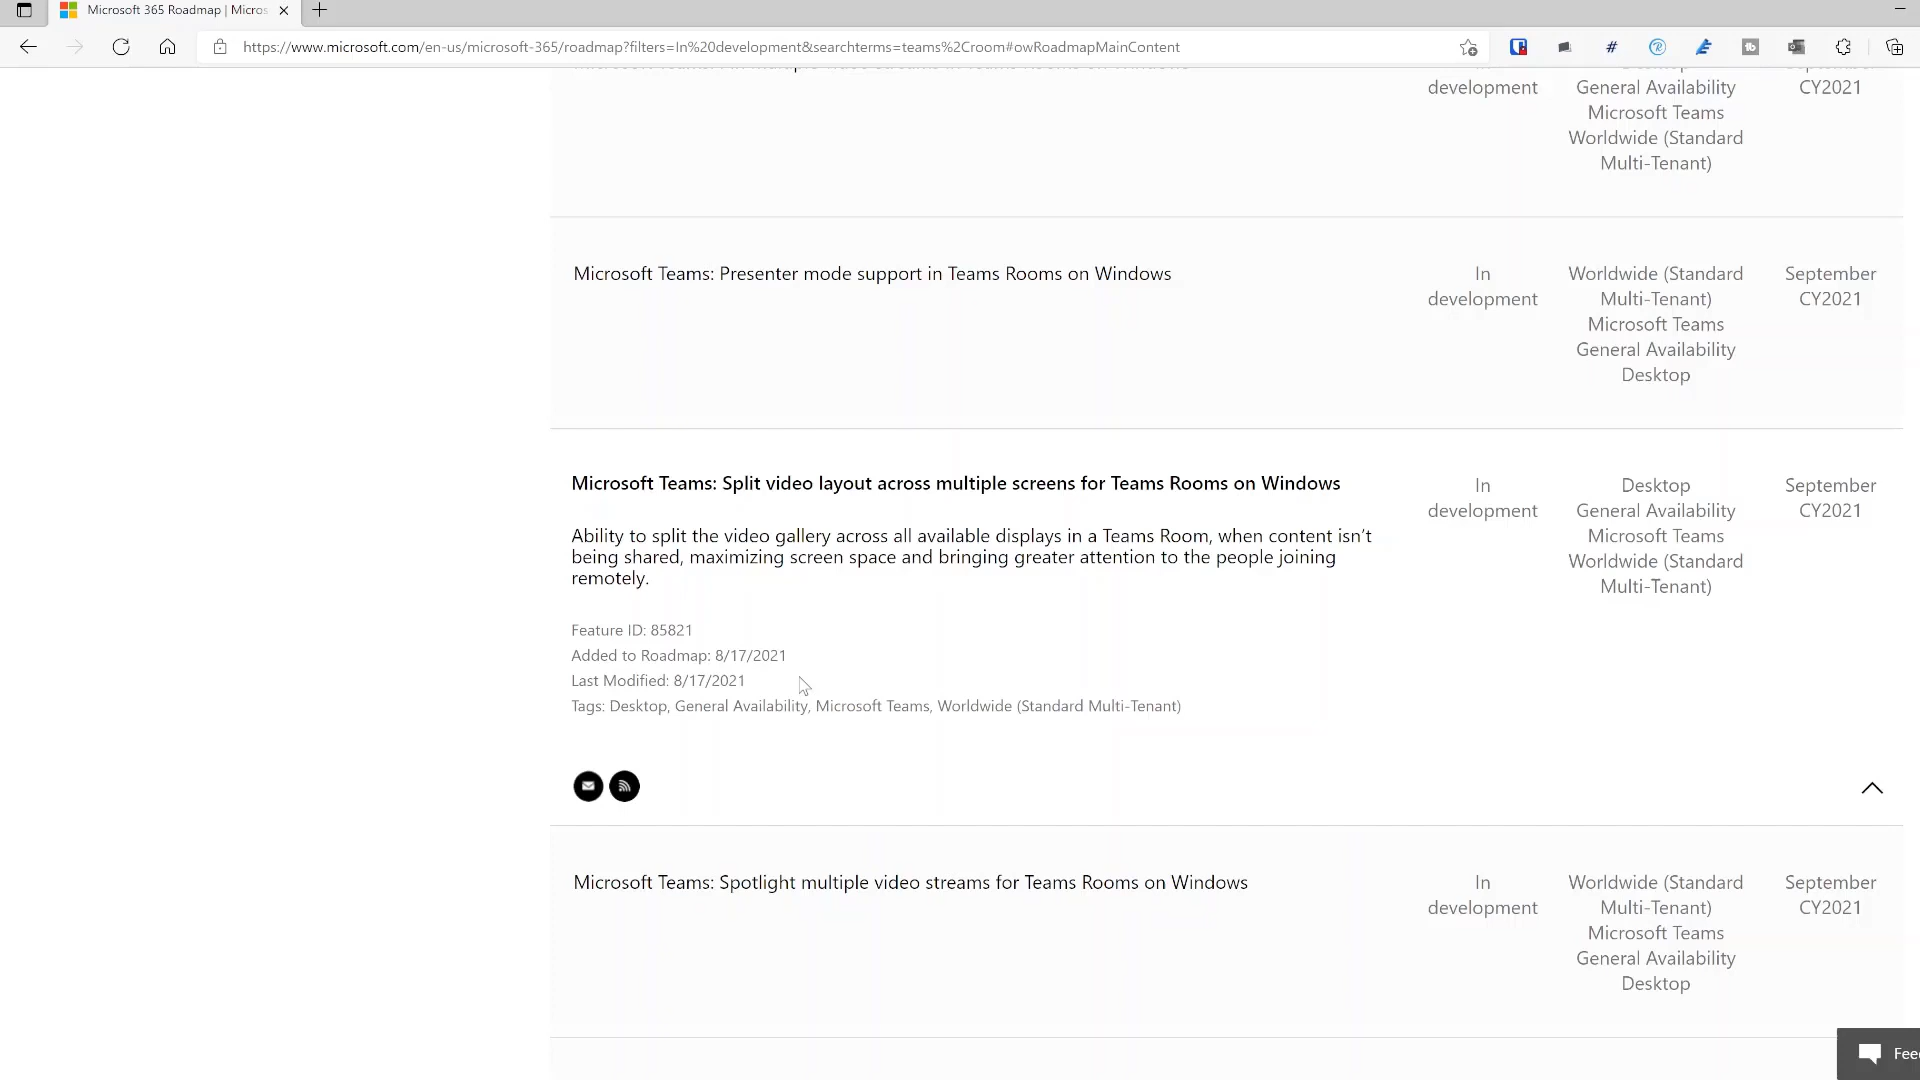 Microsoft 365 Roadmap | Micros
https://www.microsoft.com/en-us/microsoft-365/roadmap?filters=In%20development&searchterms=teams%2Croom#owRoadmapMainContent
development
General Availability
Microsoft Teams
Worldwide (Standard
Multi-Tenant)
CY2021
Microsoft Teams: Presenter mode support in Teams Rooms on Windows
In
development
Worldwide (Standard
Multi-Tenant)
Microsoft Teams
General Availability
Desktop
September
CY2021
Microsoft Teams: Split video layout across multiple screens for Teams Rooms on Windows
Ability to split the video gallery across all available displays in a Teams Room, when content isn’t
being shared, maximizing screen space and bringing greater attention to the people joining
remotely.
Feature ID: 85821
Added to Roadmap: 8/17/2021
Last Modified: 8/17/2021
Tags: Desktop, General Availability, Microsoft Teams, Worldwide (Standard Multi-Tenant)
In
development
Desktop
General Availability
Microsoft Teams
Worldwide (Standard
Multi-Tenant)
September
CY2021
Microsoft Teams: Spotlight multiple video streams for Teams Rooms on Windows
In
development
Worldwide (Standard
Multi-Tenant)
Microsoft Teams
General Availability
Desktop
September
CY2021
Fee